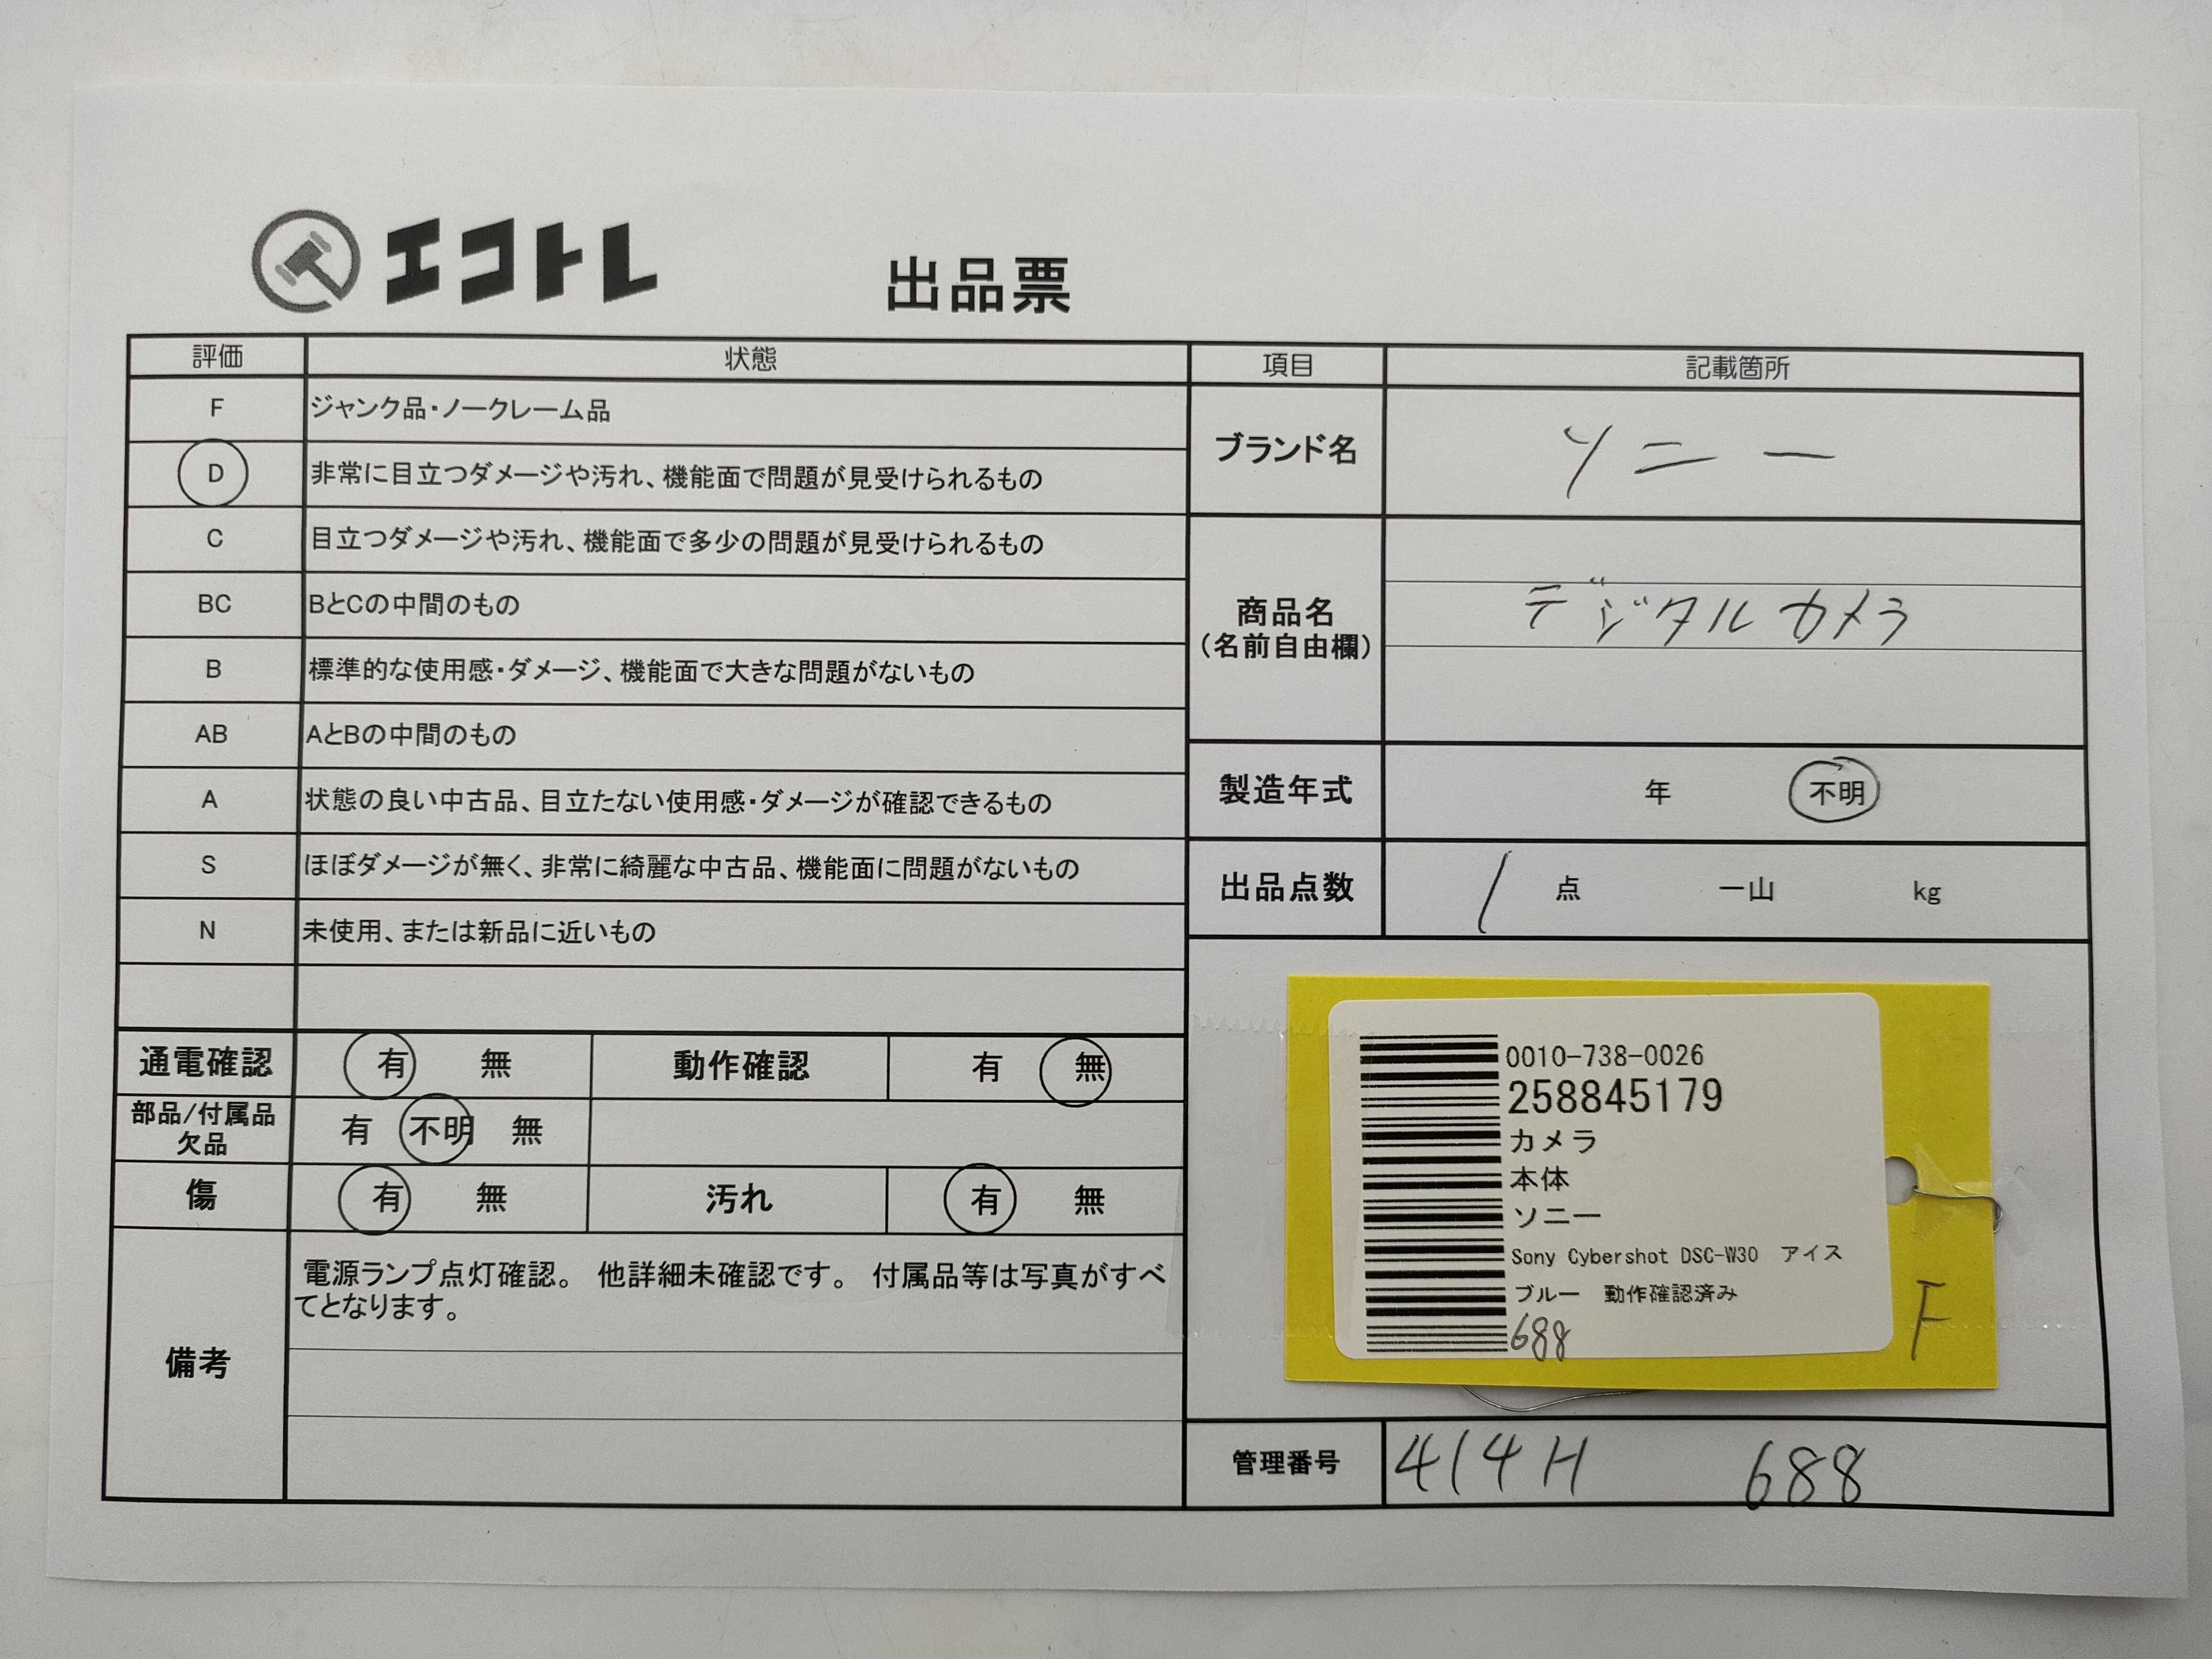 エコトレ
出品票
評価 状態
F ジャンク品・ノークレーム品
D 非常に目立つダメージや汚れ、機能面で問題が見受けられるもの
C 目立つダメージや汚れ、機能面で多少の問題が見受けられるもの
BC BとCの中間のもの
B 標準的な使用感・ダメージ、機能面で大きな問題がないもの
AB AとBの中間のもの
A 状態の良い中古品、目立たない使用感・ダメージが確認できるもの
S ほぼダメージが無く、非常に綺麗な中古品、機能面に問題がないもの
N 未使用、または新品に近いもの
通電確認 有 無 動作確認 有 無
部品/付属品
欠品 有 不明 無
傷 有 無 汚れ 有 無
備考
電源ランプ点灯確認。 他詳細未確認です。 付属品等は写真がすべ
てとなります。
項目 記載箇所
ブランド名 ソニー
商品名
(名前自由欄)
デジタルカメラ
製造年式 年 不明
出品点数 1 点 一山 kg
0010-738-0026
258845179
カメラ
本体
ソニー
Sony Cybershot DSC-W30 アイス
ブルー 動作確認済み
688
F
管理番号 414H 688